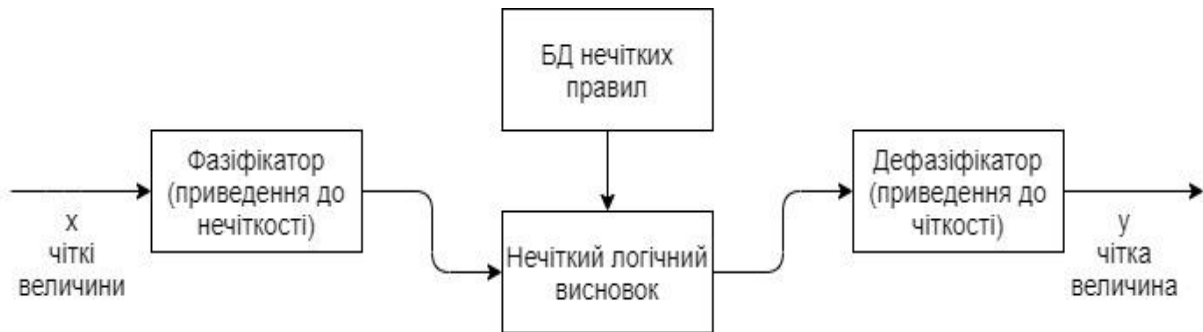 БД нечітких
правил
Фазіфікатор
(приведення до
нечіткості)
Дефазіфікатор
(приведення до
чіткості)
х
чіткі
величини
Нечіткий логічний
висновок
у
чітка
величина